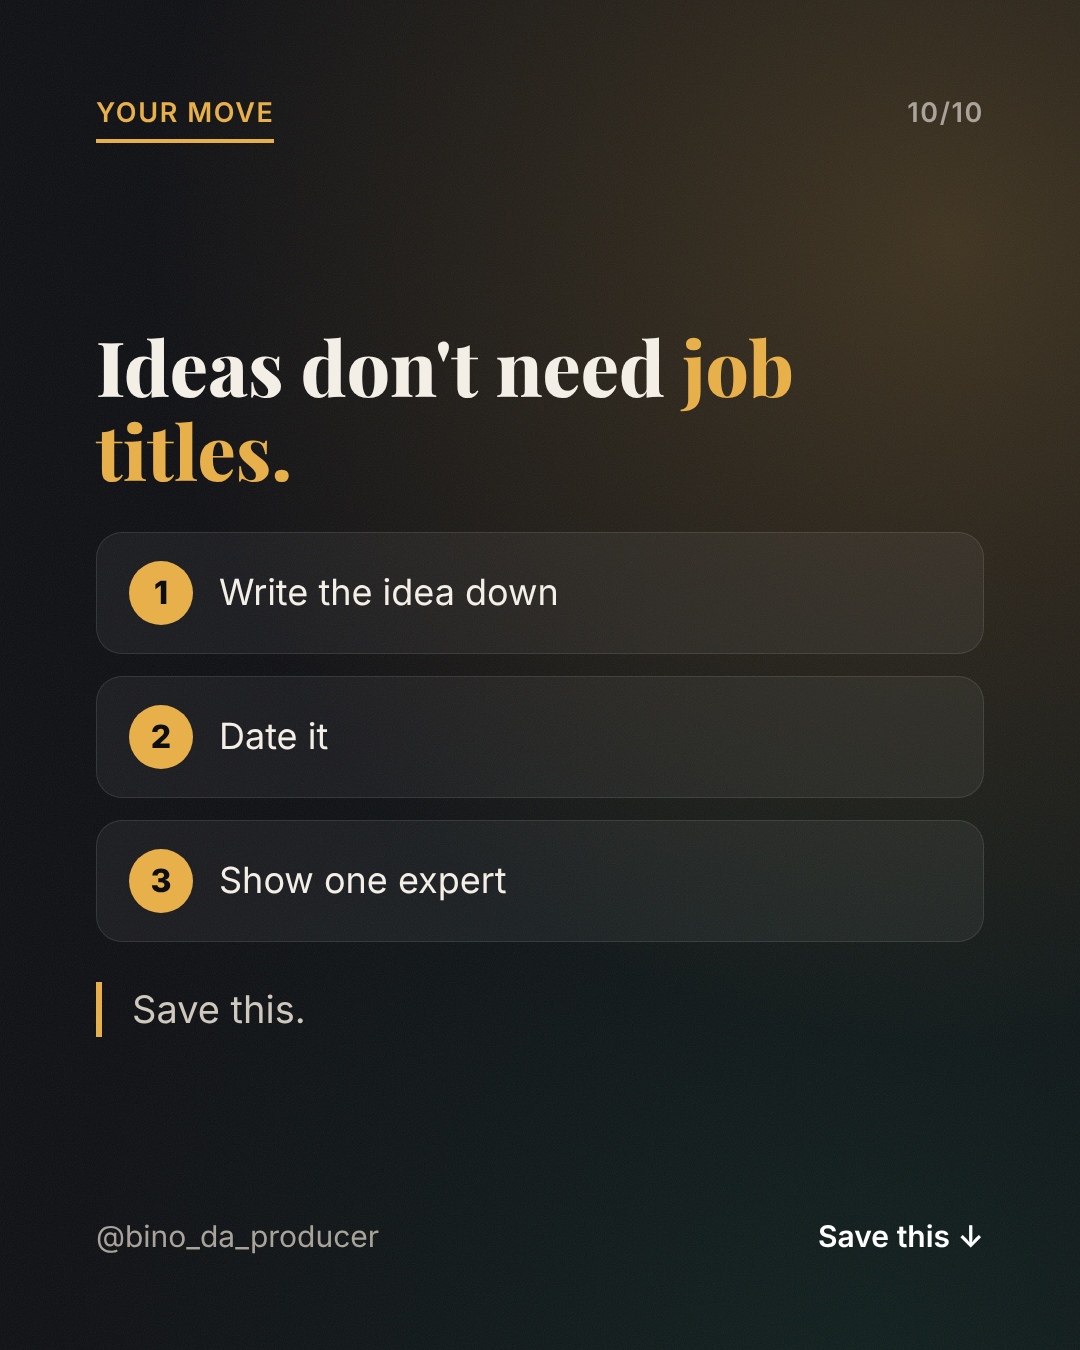 YOUR MOVE
10/10
Ideas don't need job
titles.
1 Write the idea down
2 Date it
3 Show one expert
Save this.
@bino_da_producer
Save this ↓